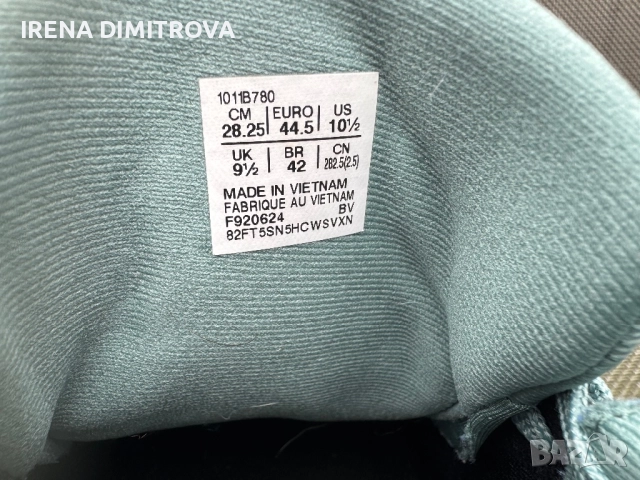 IRENA DIMITROVA
1011B780
CM EURO US
28.25 44.5 10½
UK BR CN
9½ 42 282.5(2.5)
MADE IN VIETNAM
FABRIQUE AU VIETNAM
F920624 BV
82FT5SN5HCWSVXN
BAZAR